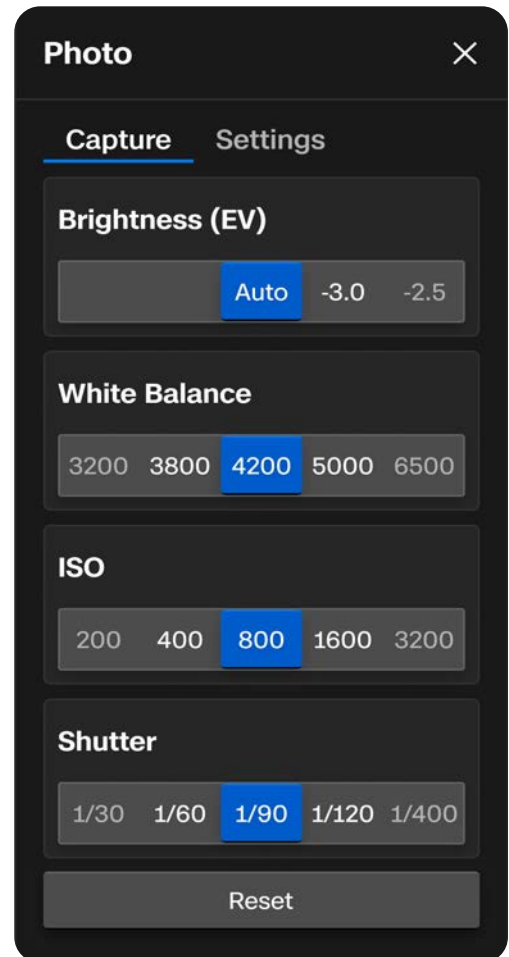 Photo
Capture Settings
Brightness (EV)
Auto -3.0 -2.5
White Balance
3200 3800 4200 5000 6500
ISO
200 400 800 1600 3200
Shutter
1/30 1/60 1/90 1/120 1/400
Reset